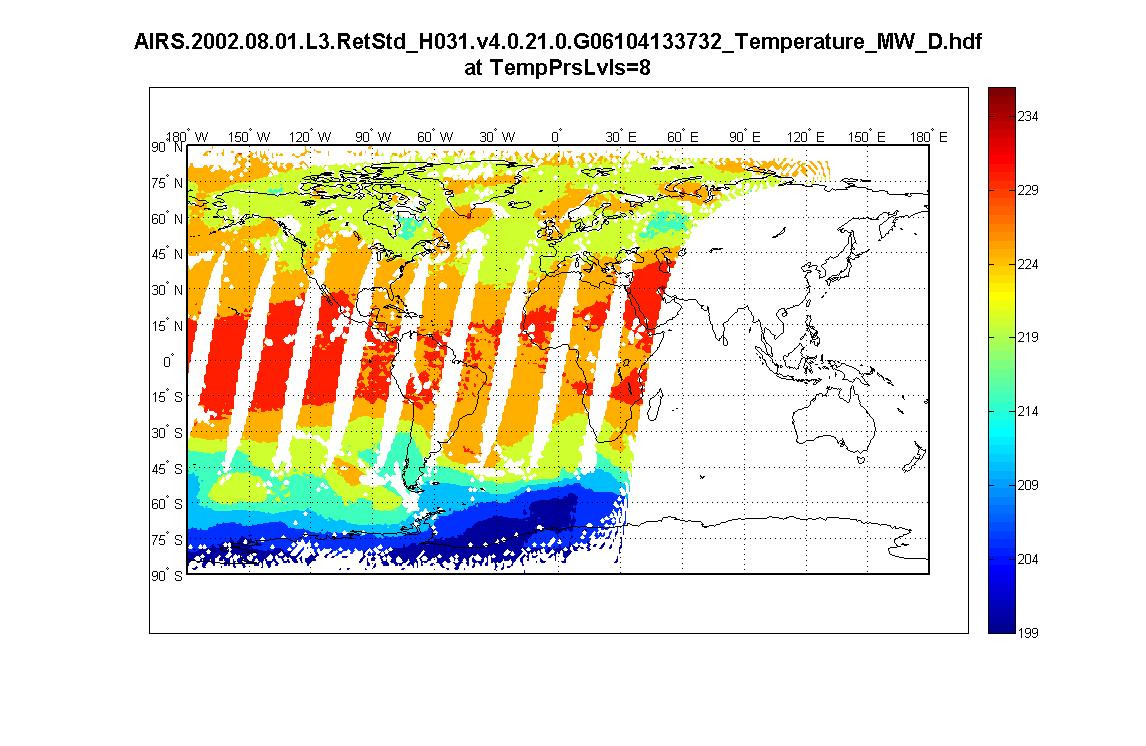 AIRS.2002.08.01.L3.RetStd_H031.v4.0.21.0.G06104133732_Temperature_MW_D.hdf
at TempPrsLvls=8
180° W 150° W 120° W 90° W 60° W 30° W 0° 30° E 60° E 90° E 120° E 150° E 180° E
90° N
75° N
60° N
45° N
30° N
15° N
0°
15° S
30° S
45° S
60° S
75° S
90° S
234
229
224
219
214
209
204
199